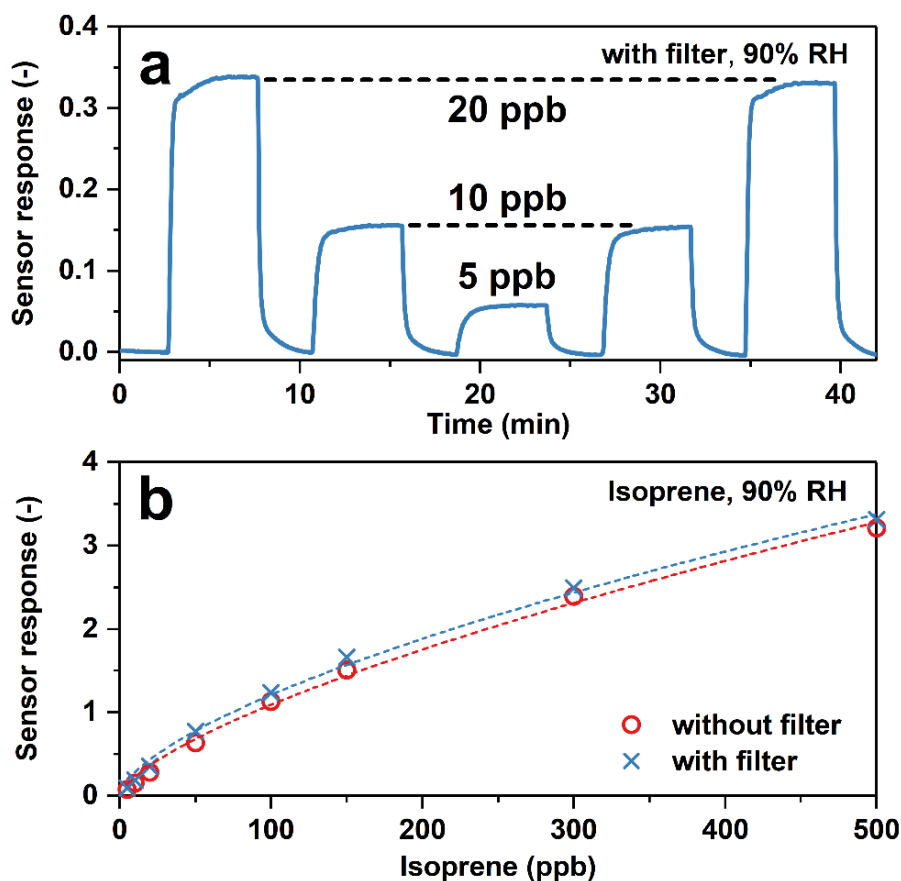 a
with filter, 90% RH
20 ppb
10 ppb
5 ppb
Sensor response (-)
0.4
0.3
0.2
0.1
0.0
0 10 20 30 40
Time (min)
b
Isoprene, 90% RH
without filter
with filter
Sensor response (-)
4
3
2
1
0
0 100 200 300 400 500
Isoprene (ppb)